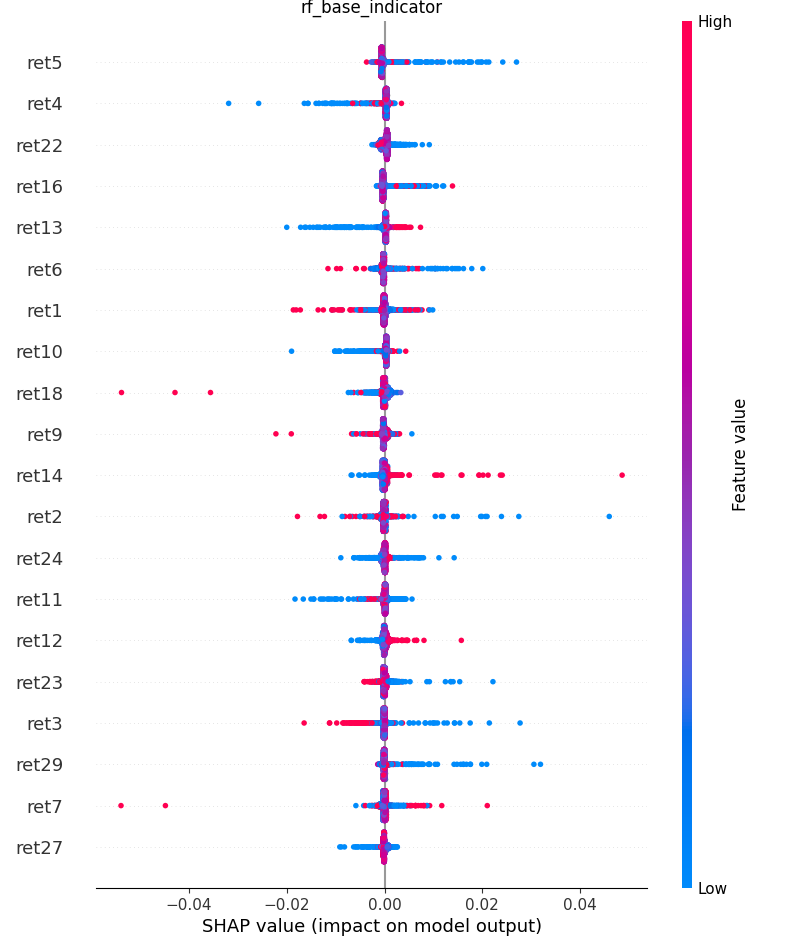 rf_base_indicator
High
ret5
ret4
ret22
ret16
ret13
ret6
ret1
ret10
ret18
ret9
ret14
ret2
ret24
ret11
ret12
ret23
ret3
ret29
ret7
ret27
Feature value
Low
−0.04 −0.02 0.00 0.02 0.04
SHAP value (impact on model output)